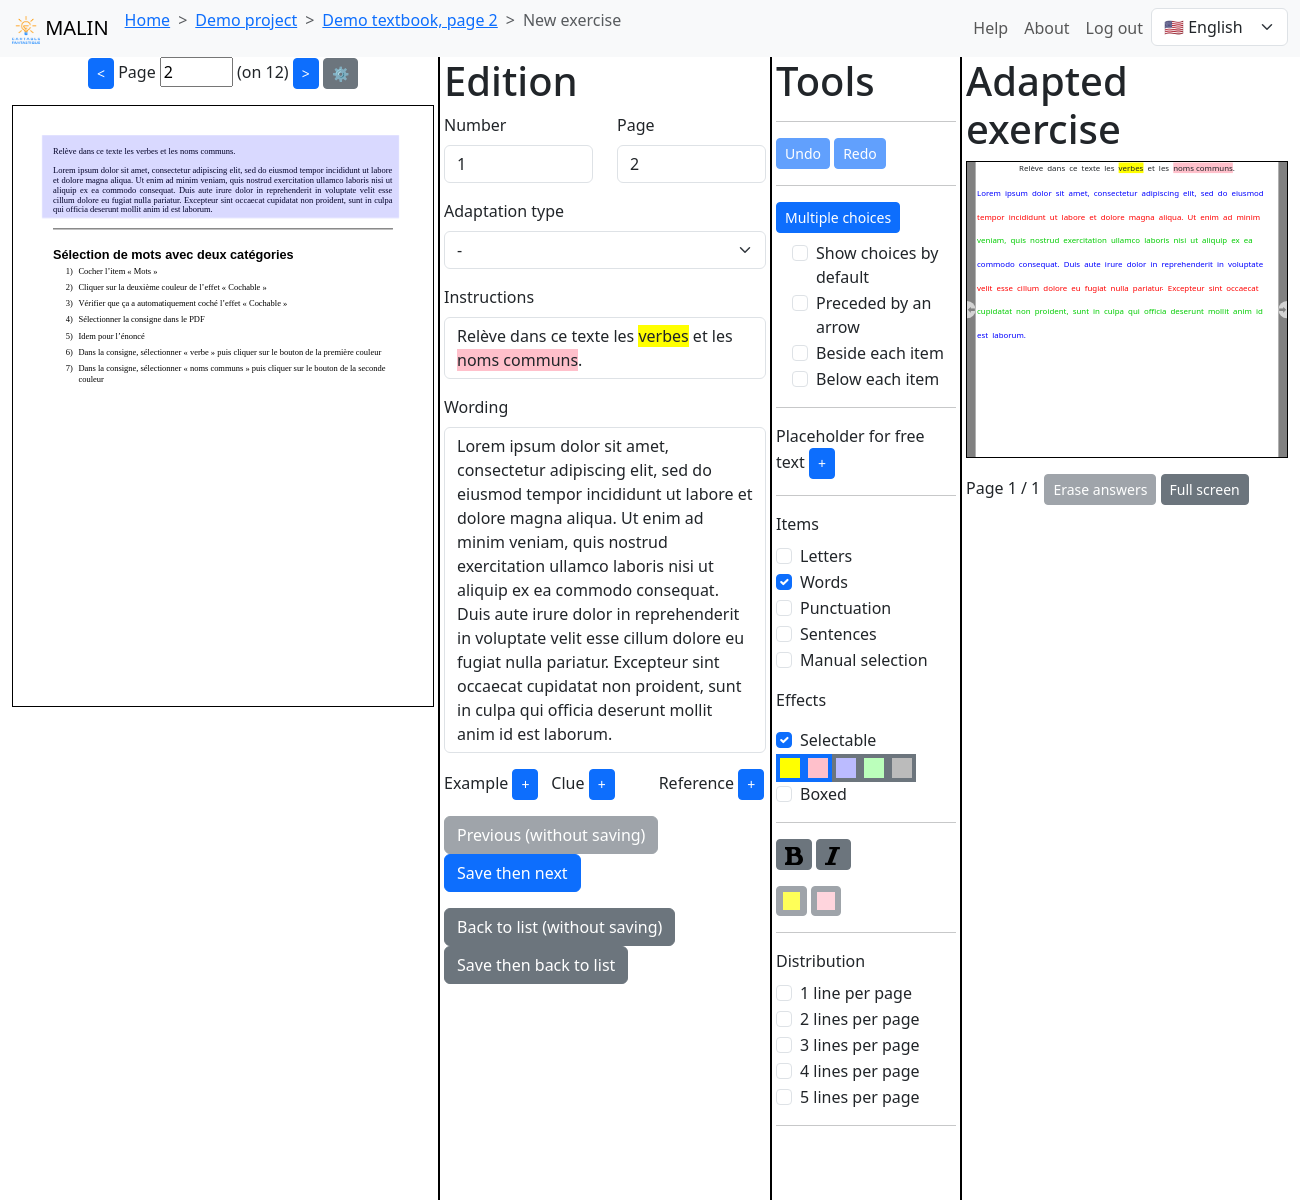 MALIN Home > Demo project > Demo textbook, page 2 > New exercise Help About Log out 🇺🇸 English
< Page 2 (on 12) > ⚙️
Relève dans ce texte les verbes et les noms communs.
Lorem ipsum dolor sit amet, consectetur adipiscing elit, sed do eiusmod tempor incididunt ut labore
et dolore magna aliqua. Ut enim ad minim veniam, quis nostrud exercitation ullamco laboris nisi ut
aliquip ex ea commodo consequat. Duis aute irure dolor in reprehenderit in voluptate velit esse
cillum dolore eu fugiat nulla pariatur. Excepteur sint occaecat cupidatat non proident, sunt in culpa
qui officia deserunt mollit anim id est laborum.
Sélection de mots avec deux catégories
1) Cocher l’item « Mots »
2) Cliquer sur la deuxième couleur de l’effet « Cochable »
3) Vérifier que ça a automatiquement coché l’effet « Cochable »
4) Sélectionner la consigne dans le PDF
5) Idem pour l’énoncé
6) Dans la consigne, sélectionner « verbe » puis cliquer sur le bouton de la première couleur
7) Dans la consigne, sélectionner « noms communs » puis cliquer sur le bouton de la seconde
couleur
Edition
Number Page
1 2
Adaptation type
-
Instructions
Relève dans ce texte les verbes et les
noms communs.
Wording
Lorem ipsum dolor sit amet,
consectetur adipiscing elit, sed do
eiusmod tempor incididunt ut labore et
dolore magna aliqua. Ut enim ad
minim veniam, quis nostrud
exercitation ullamco laboris nisi ut
aliquip ex ea commodo consequat.
Duis aute irure dolor in reprehenderit
in voluptate velit esse cillum dolore eu
fugiat nulla pariatur. Excepteur sint
occaecat cupidatat non proident, sunt
in culpa qui officia deserunt mollit
anim id est laborum.
Example + Clue + Reference +
Previous (without saving)
Save then next
Back to list (without saving)
Save then back to list
Tools
Undo Redo
Multiple choices
Show choices by
default
Preceded by an
arrow
Beside each item
Below each item
Placeholder for free
text +
Items
Letters
Words
Punctuation
Sentences
Manual selection
Effects
Selectable
Boxed
B I
Distribution
1 line per page
2 lines per page
3 lines per page
4 lines per page
5 lines per page
Adapted
exercise
Relève dans ce texte les verbes et les noms communs.
Lorem ipsum dolor sit amet, consectetur adipiscing elit, sed do eiusmod
tempor incididunt ut labore et dolore magna aliqua. Ut enim ad minim
veniam, quis nostrud exercitation ullamco laboris nisi ut aliquip ex ea
commodo consequat. Duis aute irure dolor in reprehenderit in voluptate
velit esse cillum dolore eu fugiat nulla pariatur. Excepteur sint occaecat
cupidatat non proident, sunt in culpa qui officia deserunt mollit anim id
est laborum.
Page 1 / 1 Erase answers Full screen